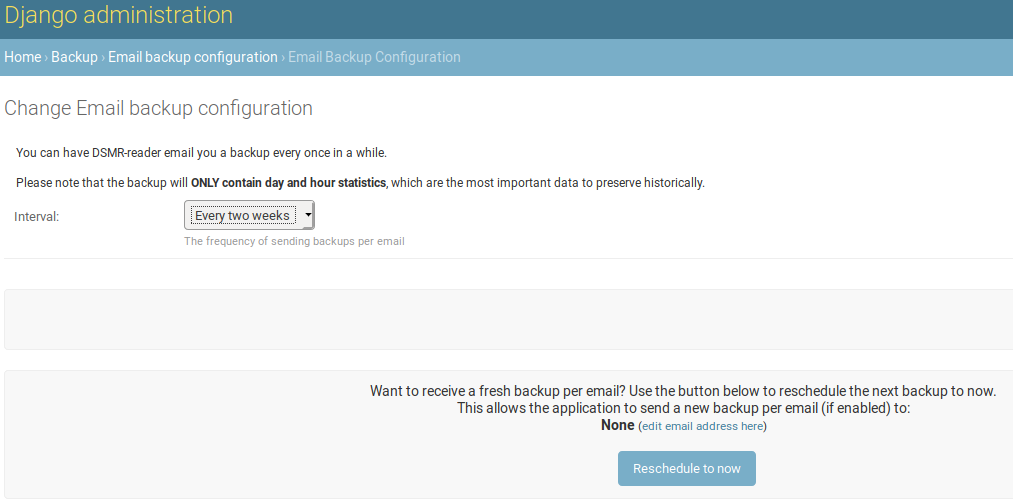 Django administration
Home › Backup › Email backup configuration › Email Backup Configuration
Change Email backup configuration
You can have DSMR-reader email you a backup every once in a while.
Please note that the backup will ONLY contain day and hour statistics, which are the most important data to preserve historically.
Interval: Every two weeks
The frequency of sending backups per email
Want to receive a fresh backup per email? Use the button below to reschedule the next backup to now.
This allows the application to send a new backup per email (if enabled) to:
None (edit email address here)
Reschedule to now